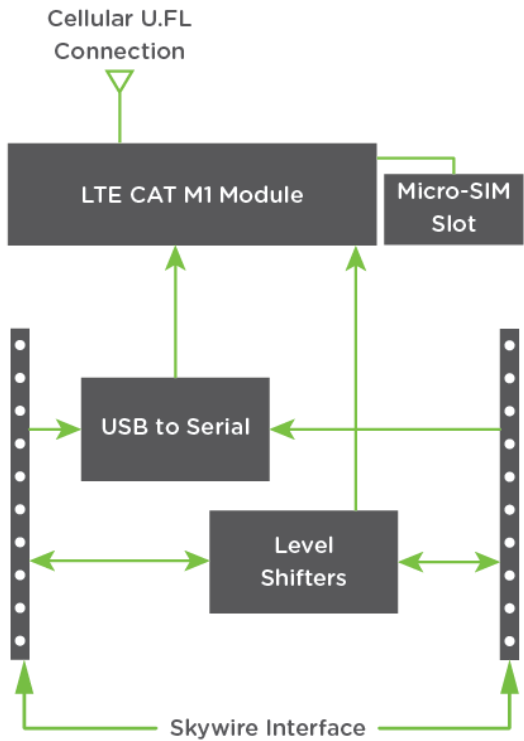 Cellular U.FL
Connection
LTE CAT M1 Module
Micro-SIM
Slot
USB to Serial
Level
Shifters
Skywire Interface